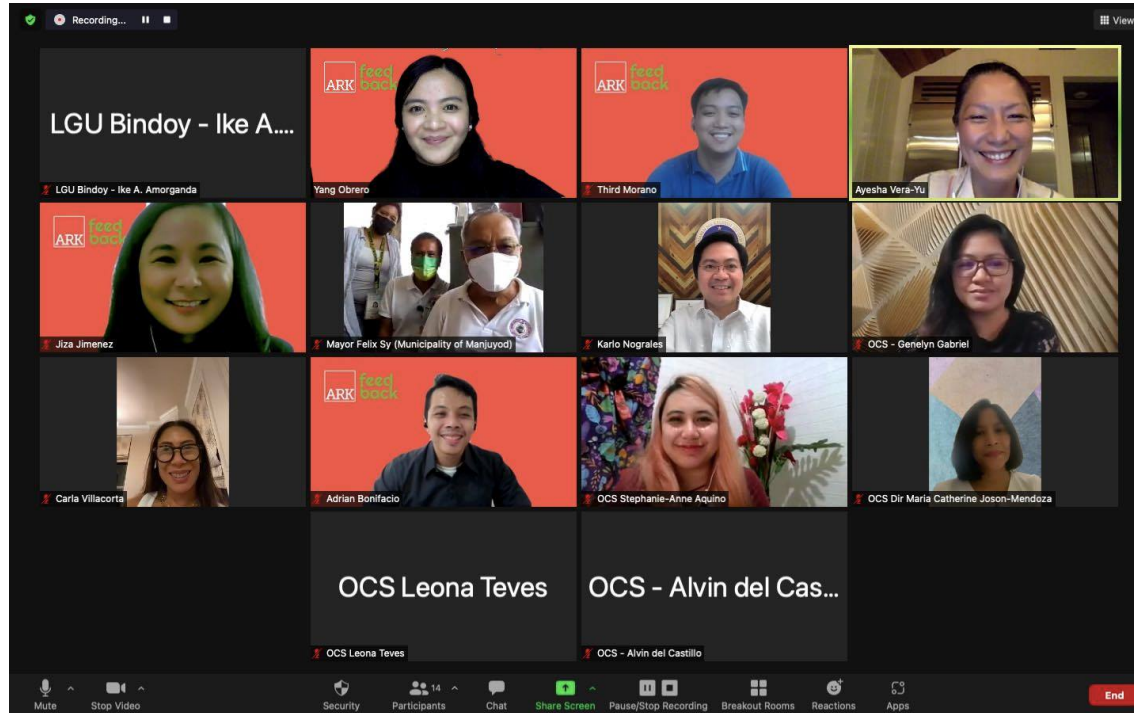 Recording...
View
LGU Bindoy - Ike A....
LGU Bindoy - Ike A. Amorganda
ARK feed back
Yang Obrero
ARK feed back
Third Morano
Ayesha Vera-Yu
ARK feed back
Jiza Jimenez
Mayor Felix Sy (Municipality of Manjuyod)
Karlo Nograles
OCS - Genelyn Gabriel
Carla Villacorta
ARK feed back
Adrian Bonifacio
OCS Stephanie-Anne Aquino
OCS Dir Maria Catherine Joson-Mendoza
OCS Leona Teves
OCS Leona Teves
OCS - Alvin del Cas...
OCS - Alvin del Castillo
Mute
Stop Video
Security
Participants
14
Chat
Share Screen
Pause/Stop Recording
Breakout Rooms
Reactions
Apps
End